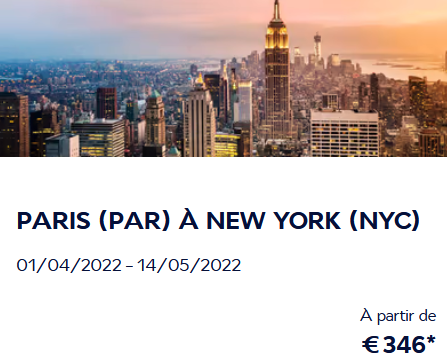 PARIS (PAR) À NEW YORK (NYC)
01/04/2022 - 14/05/2022
À partir de
€ 346*